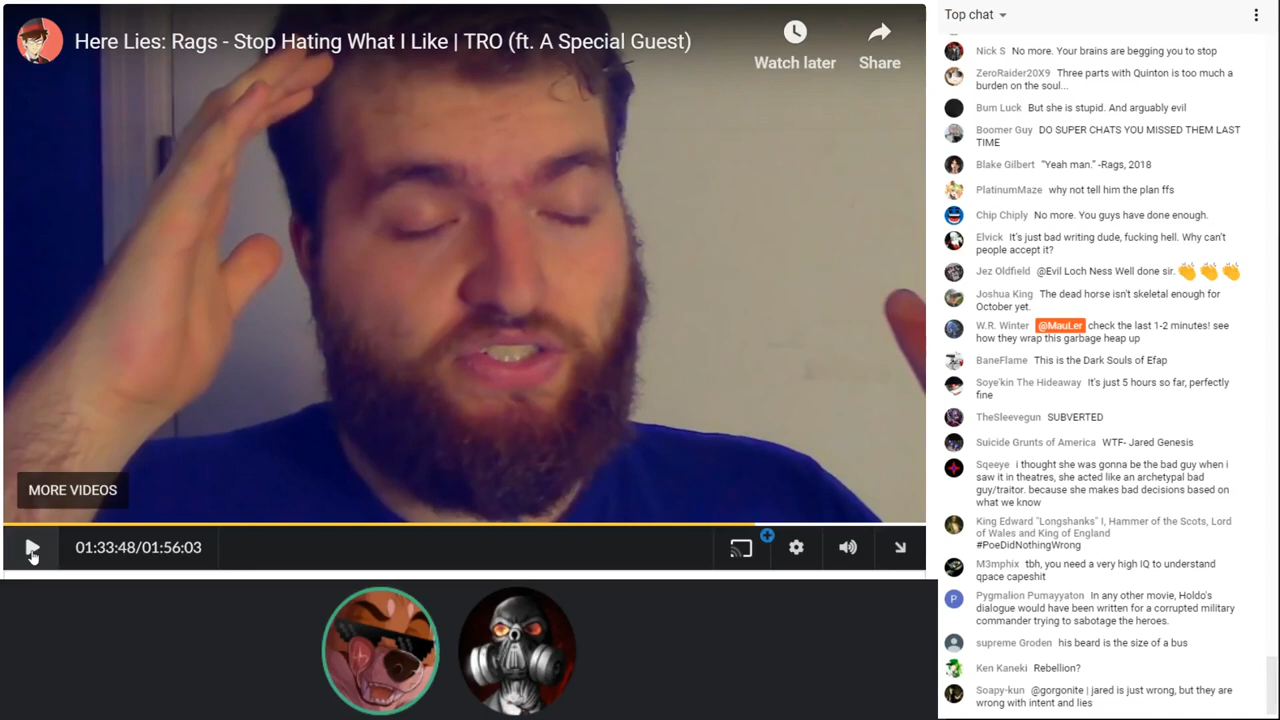 Here Lies: Rags - Stop Hating What I Like | TRO (ft. A Special Guest)
Watch later
Share
MORE VIDEOS
01:33:48/01:56:03
Top chat
Nick S No more. Your brains are begging you to stop
ZeroRaider20X9 Three parts with Quinton is too much a
burden on the soul...
Bum Luck But she is stupid. And arguably evil
Boomer Guy DO SUPER CHATS YOU MISSED THEM LAST
TIME
Blake Gilbert “Yeah man.” -Rags, 2018
PlatinumMaze why not tell him the plan ffs
Chip Chiply No more. You guys have done enough.
Elvick It's just bad writing dude, fucking hell. Why can't
people accept it?
Jez Oldfield @Evil Loch Ness Well done sir. 👏 👏 👏
Joshua King The dead horse isn't skeletal enough for
October yet.
W.R. Winter @MauLer check the last 1-2 minutes! see
how they wrap this garbage heap up
BaneFlame This is the Dark Souls of Efap
Soye'kin The Hideaway It's just 5 hours so far, perfectly
fine
TheSleevegun SUBVERTED
Suicide Grunts of America WTF- Jared Genesis
Sqeeye i thought she was gonna be the bad guy when i
saw it in theatres, she acted like an archetypal bad
guy/traitor. because she makes bad decisions based on
what we know
King Edward "Longshanks" I, Hammer of the Scots, Lord
of Wales and King of England
#PoeDidNothingWrong
M3mphix tbh, you need a very high IQ to understand
qpace capeshit
P Pygmalion Pumayyaton In any other movie, Holdo's
dialogue would have been written for a corrupted military
commander trying to sabotage the heroes.
supreme Groden his beard is the size of a bus
Ken Kaneki Rebellion?
Soapy-kun @gorgonite | jared is just wrong, but they are
wrong with intent and lies